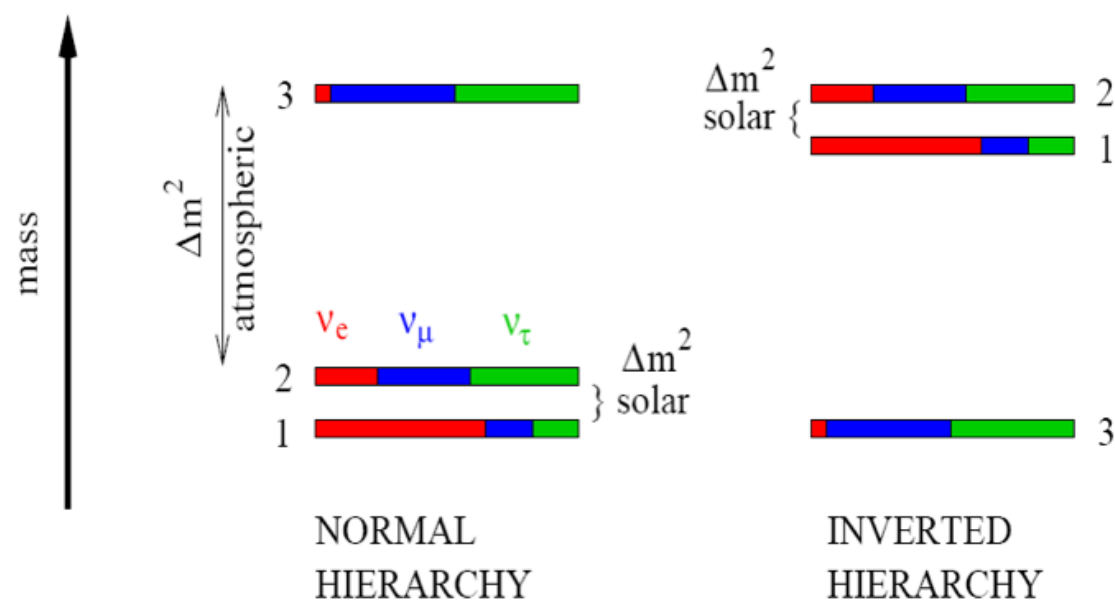 mass
Δm²
atmospheric
3
νe
νμ
ντ
2
1
Δm²
} solar
NORMAL
HIERARCHY
Δm²
solar {
2
1
3
INVERTED
HIERARCHY